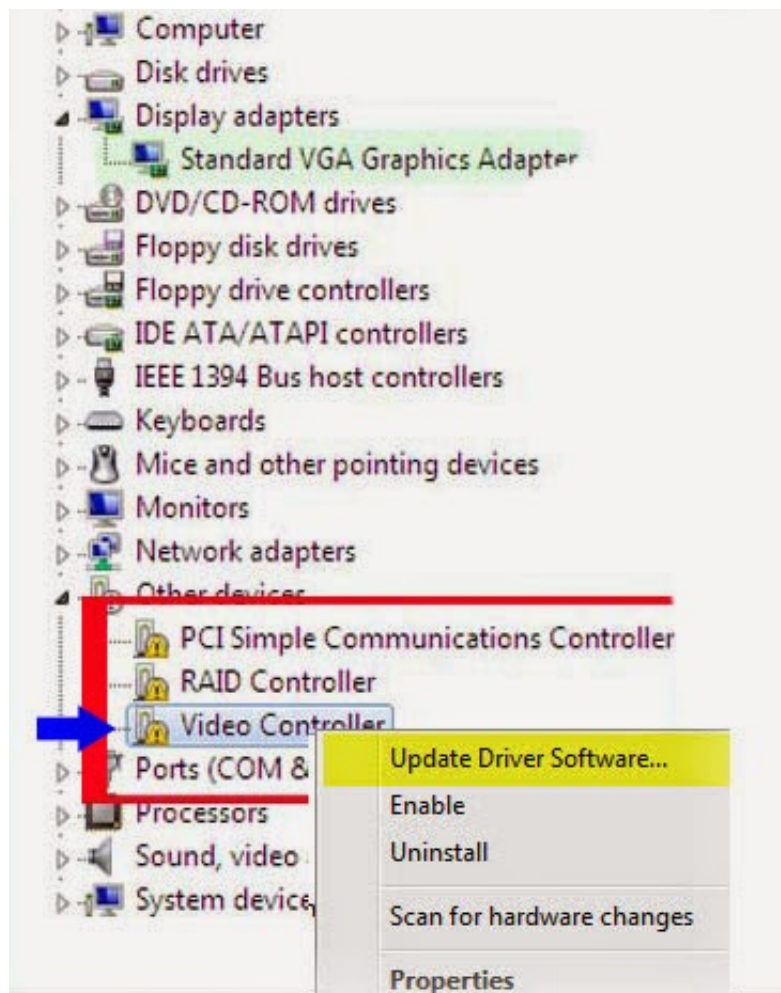 Computer
Disk drives
Display adapters
Standard VGA Graphics Adapter
DVD/CD-ROM drives
Floppy disk drives
Floppy drive controllers
IDE ATA/ATAPI controllers
IEEE 1394 Bus host controllers
Keyboards
Mice and other pointing devices
Monitors
Network adapters
Other devices
PCI Simple Communications Controller
RAID Controller
Video Controller
Update Driver Software...
Ports (COM &
Enable
Processors
Uninstall
Sound, video
System device
Scan for hardware changes
Properties